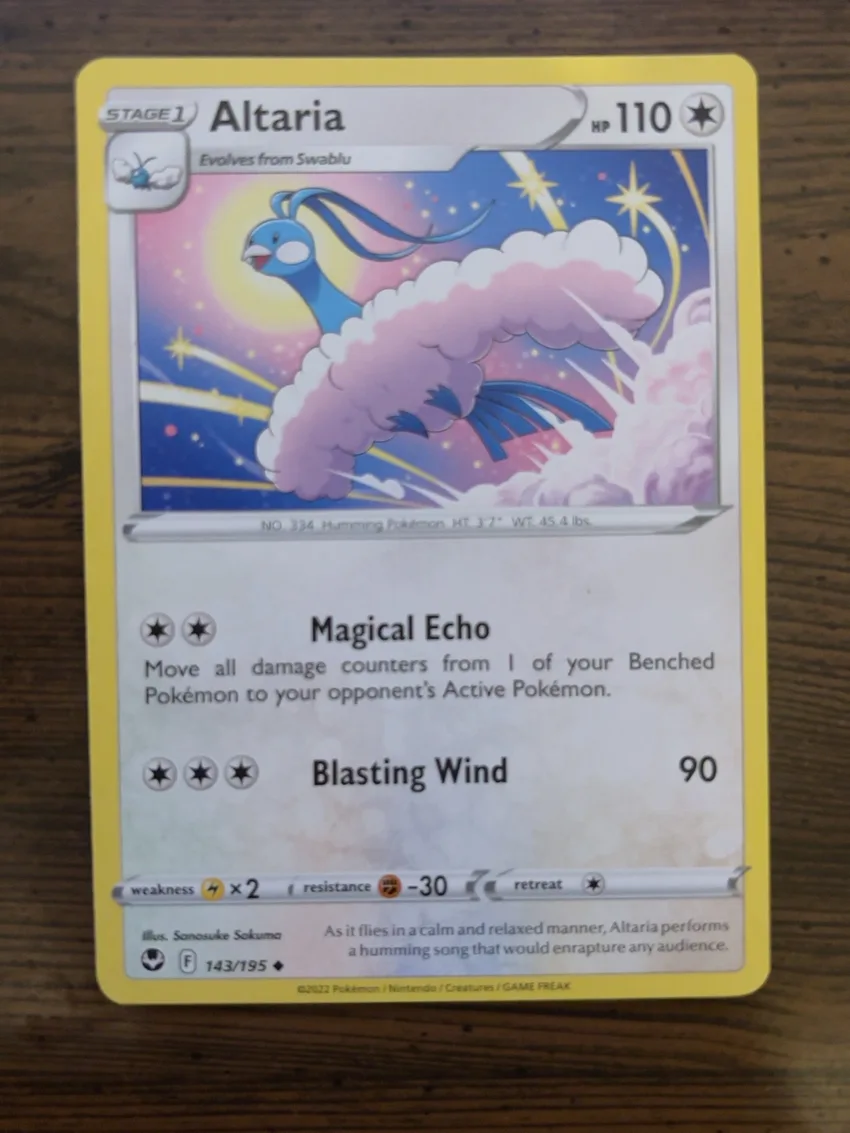 STAGE 1 Altaria HP 110
Evolves from Swablu
NO. 334 Humming Pokémon HT. 3'7" WT. 45.4 lbs.
Magical Echo
Move all damage counters from 1 of your Benched
Pokémon to your opponent's Active Pokémon.
Blasting Wind 90
weakness ×2 resistance -30 retreat
Illus. Sanosuke Sakuma
As it flies in a calm and relaxed manner, Altaria performs
a humming song that would enrapture any audience.
F 143/195
©2022 Pokémon / Nintendo / Creatures / GAME FREAK